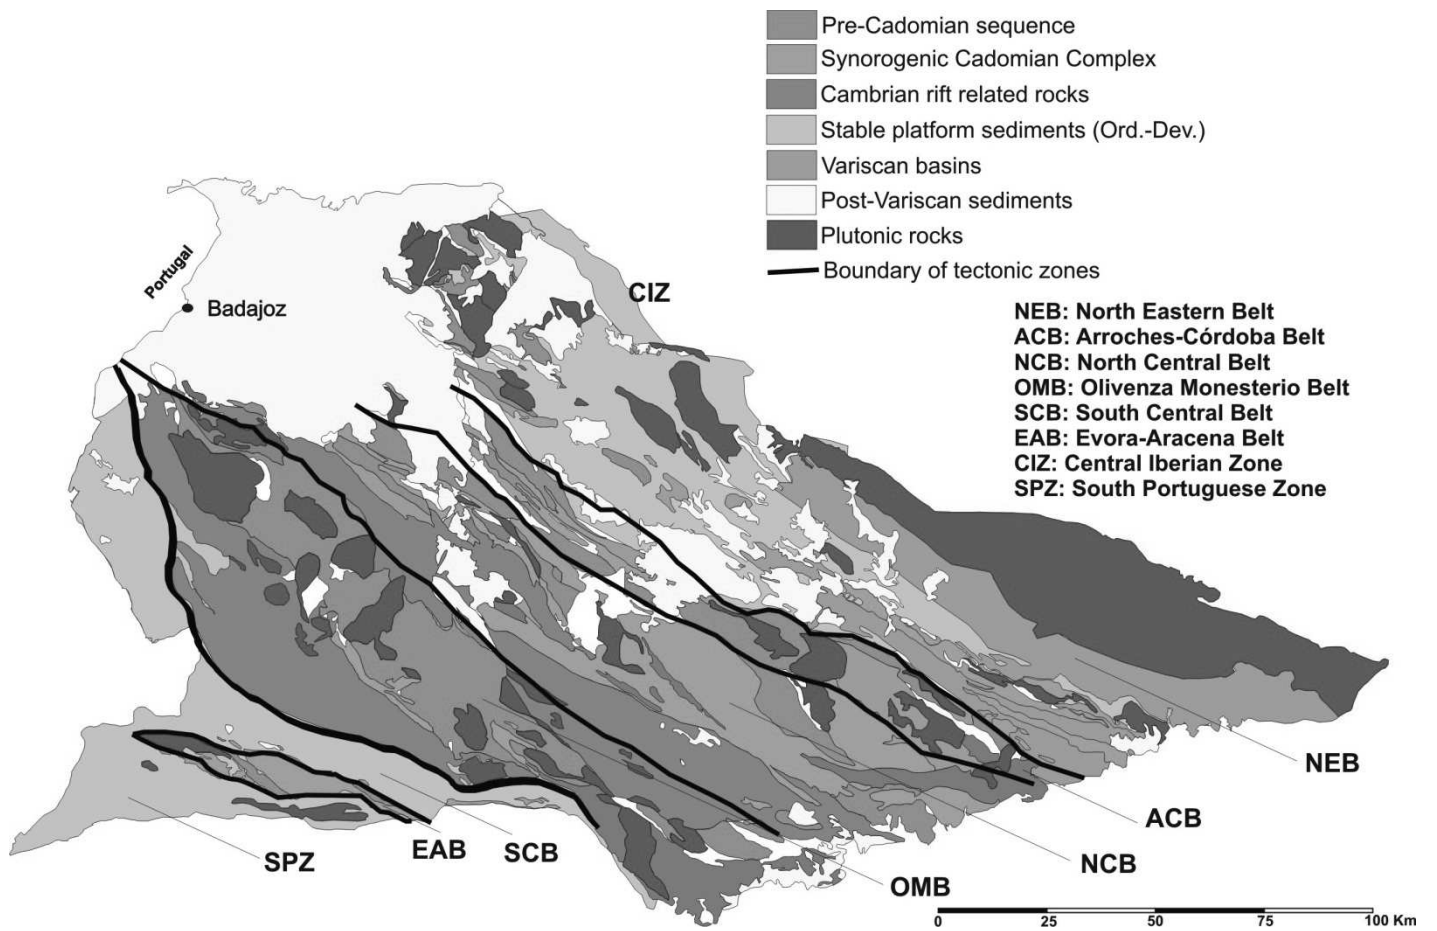 Pre-Cadomian sequence
Synorogenic Cadomian Complex
Cambrian rift related rocks
Stable platform sediments (Ord.-Dev.)
Variscan basins
Post-Variscan sediments
Plutonic rocks
Boundary of tectonic zones
Portugal
Badajoz
CIZ
NEB: North Eastern Belt
ACB: Arroches-Córdoba Belt
NCB: North Central Belt
OMB: Olivenza Monesterio Belt
SCB: South Central Belt
EAB: Evora-Aracena Belt
CIZ: Central Iberian Zone
SPZ: South Portuguese Zone
NEB
ACB
NCB
OMB
SCB
EAB
SPZ
0 25 50 75 100 Km